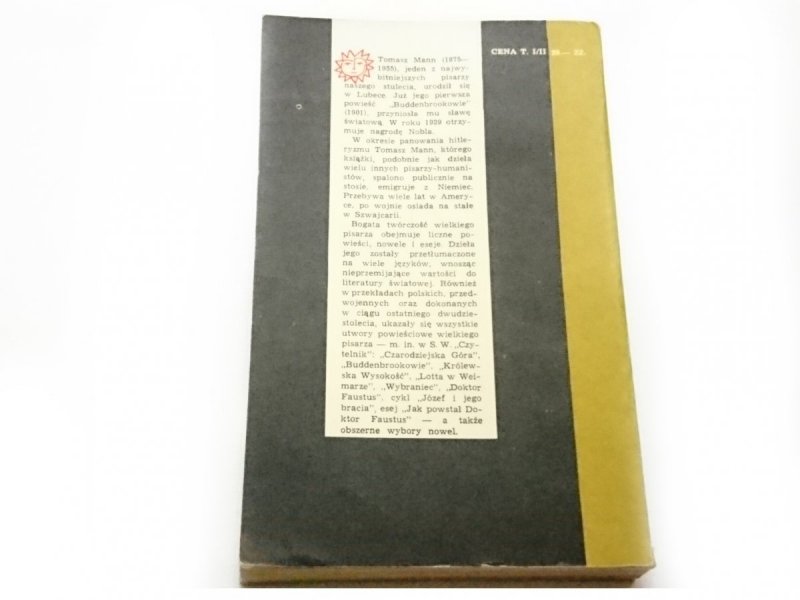 CENA T. I/II
Tomasz Mann (1875—
1955), jeden z najwy-
bitniejszych pisarzy
naszego stulecia, urodził się
w Lubece. Już jego pierwsza
powieść „Buddenbrookowie"
(1901), przyniosła mu sławę
światową. W roku 1929 otrzy-
muje nagrodę Nobla.
W okresie panowania hitle-
ryzmu Tomasz Mann, którego
książki, podobnie jak dzieła
wielu innych pisarzy-humani-
stów, spalono publicznie na
stosie, emigruje z Niemiec.
Przebywa wiele lat w Amery-
ce, po wojnie osiada na stałe
w Szwajcarii.
Bogata twórczość wielkiego
pisarza obejmuje liczne po-
wieści, nowele i eseje. Dzieła
jego zostały przetłumaczone
na wiele języków, wnosząc
nieprzemijające wartości do
literatury światowej. Również
w przekładach polskich, przed-
wojennych oraz dokonanych
w ciągu ostatniego dwudzie-
stolecia, ukazały się wszystkie
utwory powieściowe wielkiego
pisarza — m. in. w S. W. „Czy-
telnik": „Czarodziejska Góra",
„Buddenbrookowie", „Królew-
ska Wysokość", „Lotta w Wei-
marze", „Wybraniec", „Doktor
Faustus", cykl „Józef i jego
bracia", esej „Jak powstał Do-
ktor Faustus" — a także
obszerne wybory nowel.